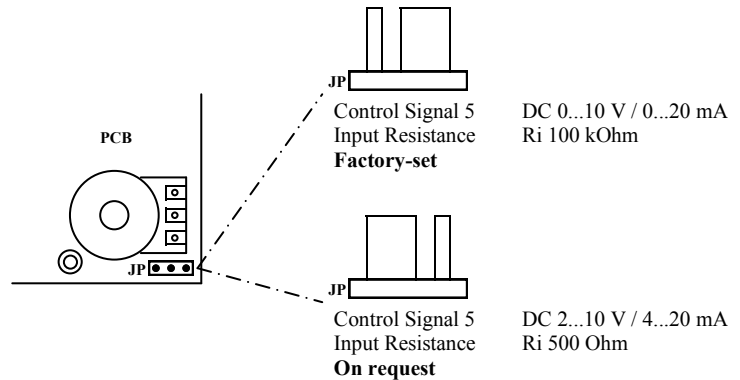 JP
Control Signal 5 DC 0...10 V / 0...20 mA
Input Resistance Ri 100 kOhm
Factory-set
PCB
JP
JP
Control Signal 5 DC 2...10 V / 4...20 mA
Input Resistance Ri 500 Ohm
On request